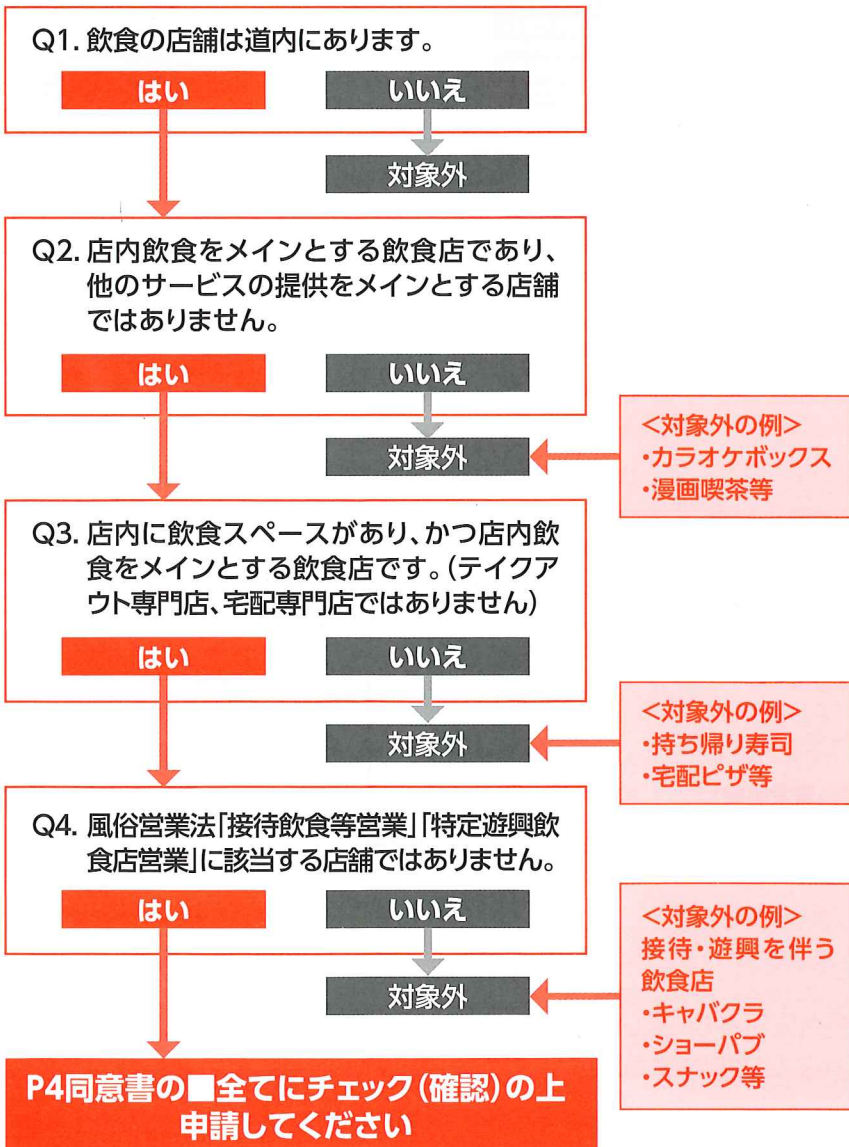 Q1. 飲食の店舗は道内にあります。
はい
いいえ
対象外
Q2. 店内飲食をメインとする飲食店であり、
他のサービスの提供をメインとする店舗
ではありません。
はい
いいえ
対象外
<対象外の例>
・カラオケボックス
・漫画喫茶等
Q3. 店内に飲食スペースがあり、かつ店内飲
食をメインとする飲食店です。(テイクア
ウト専門店、宅配専門店ではありません)
はい
いいえ
対象外
<対象外の例>
・持ち帰り寿司
・宅配ピザ等
Q4. 風俗営業法「接待飲食等営業」「特定遊興飲
食店営業」に該当する店舗ではありません。
はい
いいえ
対象外
<対象外の例>
接待・遊興を伴う
飲食店
・キャバクラ
・ショーパブ
・スナック等
P4同意書の■全てにチェック(確認)の上
申請してください